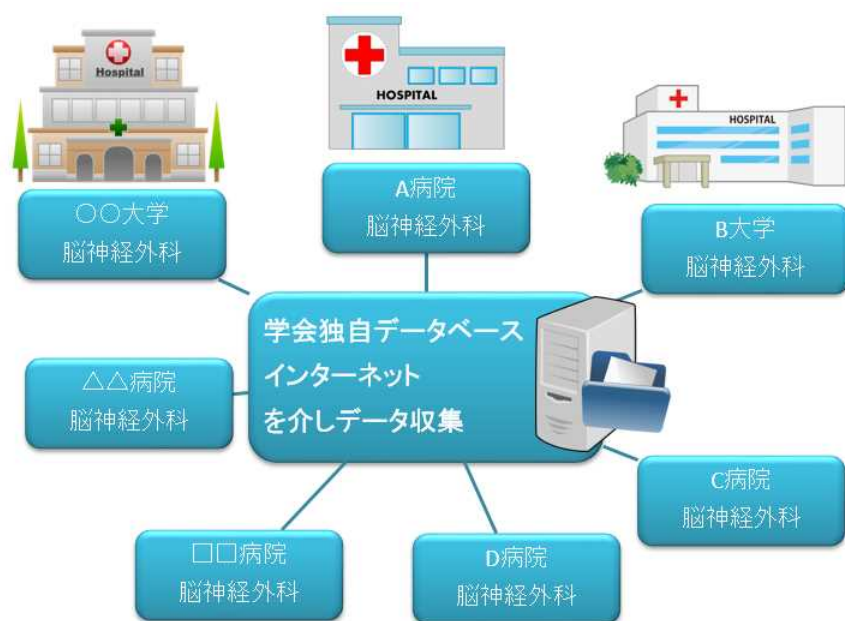 Hospital
HOSPITAL
HOSPITAL
〇〇大学
脳神経外科
A病院
脳神経外科
B大学
脳神経外科
学会独自データベース
インターネット
を介しデータ収集
△△病院
脳神経外科
C病院
脳神経外科
□□病院
脳神経外科
D病院
脳神経外科